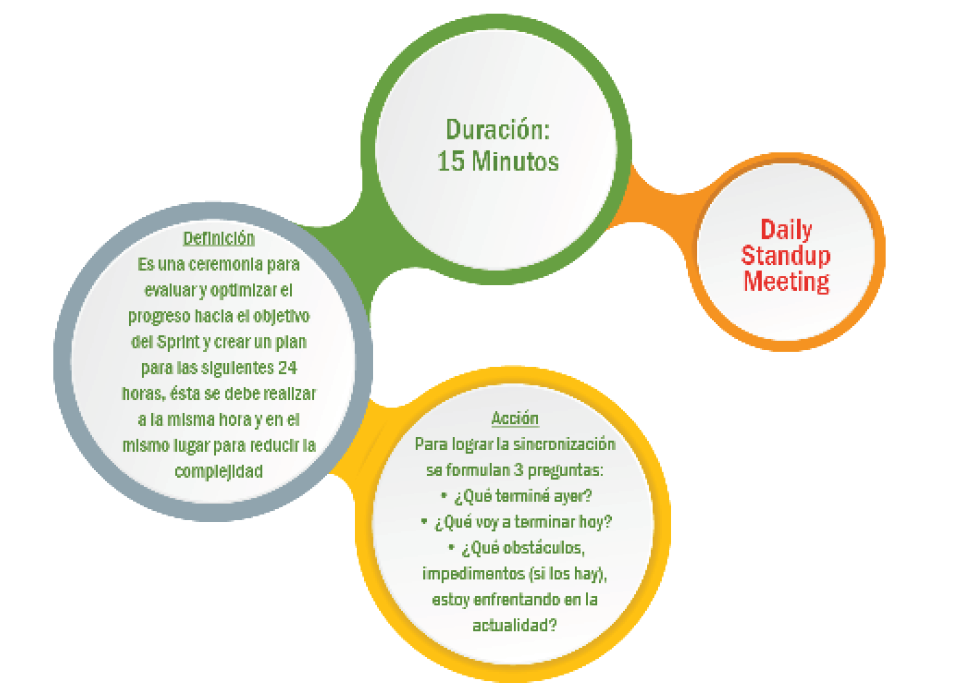 Duración:
15 Minutos
Daily
Standup
Meeting
Definición
Es una ceremonia para
evaluar y optimizar el
progreso hacia el objetivo
del Sprint y crear un plan
para las siguientes 24
horas, ésta se debe realizar
a la misma hora y en el
mismo lugar para reducir la
complejidad
Acción
Para lograr la sincronización
se formulan 3 preguntas:
• ¿Qué terminé ayer?
• ¿Qué voy a terminar hoy?
• ¿Qué obstáculos,
impedimentos (si los hay),
estoy enfrentando en la
actualidad?